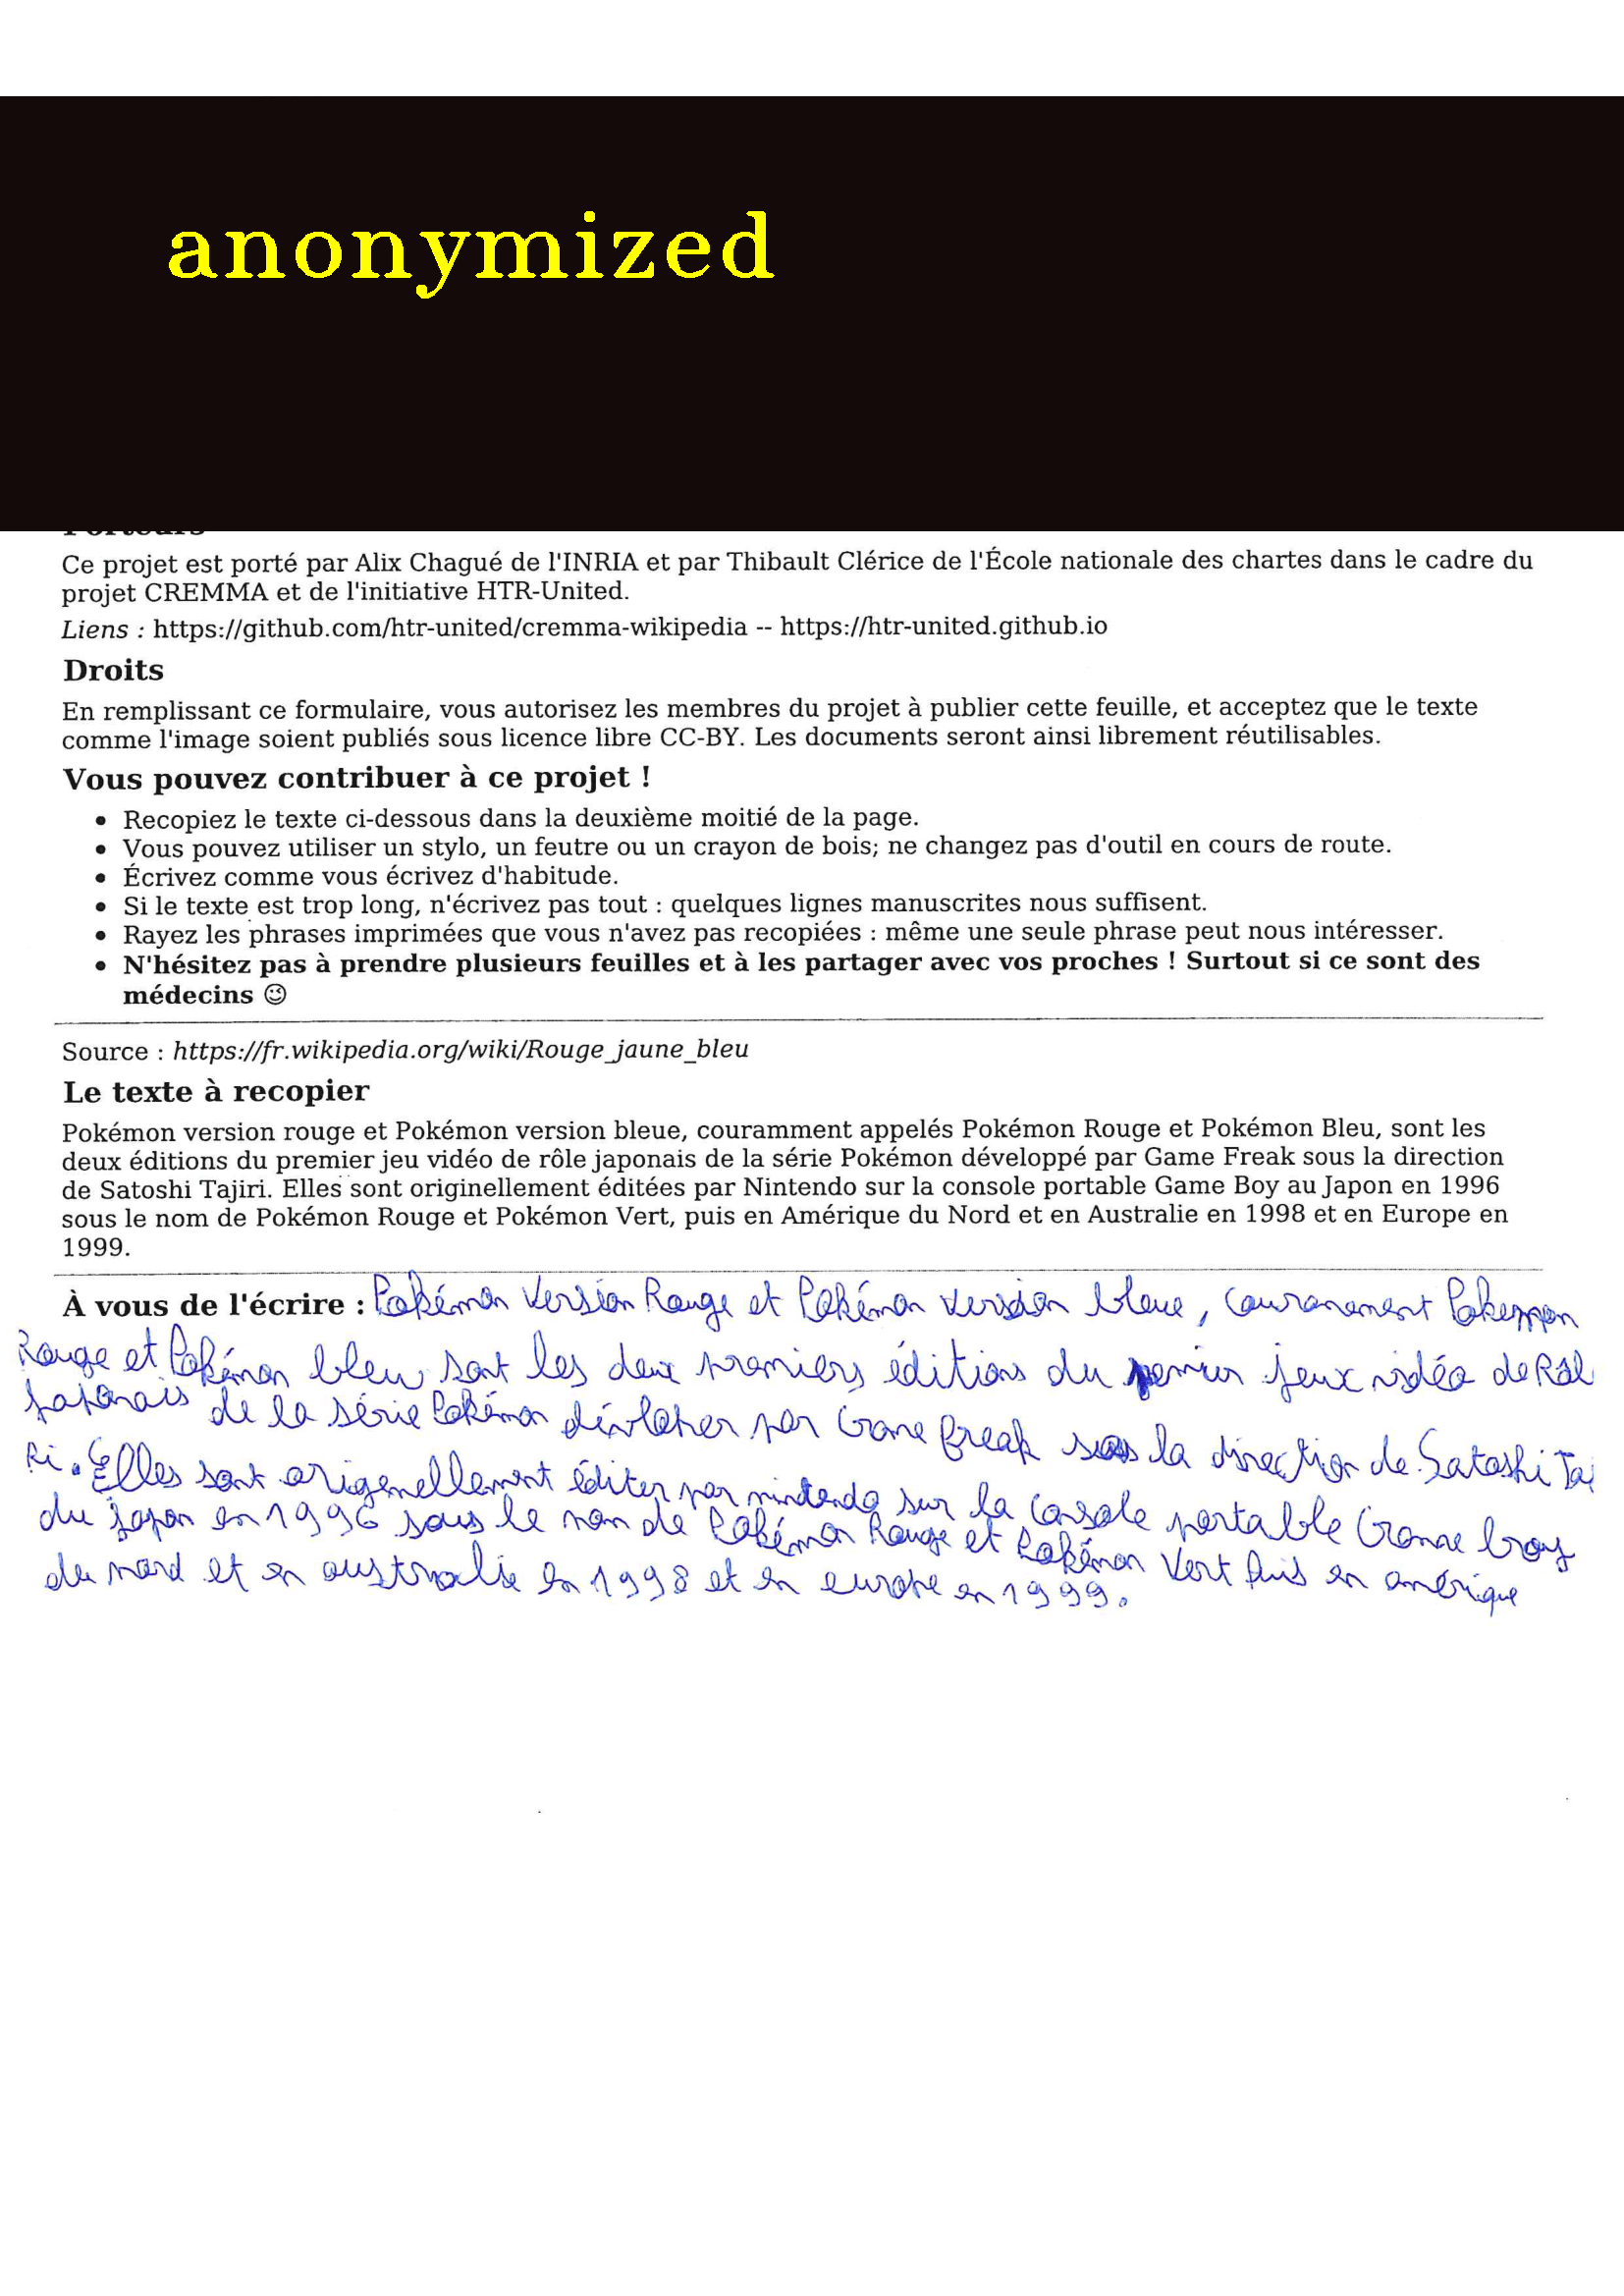 anonymized
Porteurs
Ce projet est porté par Alix Chagué de l'INRIA et par Thibault Clérice de l'École nationale des chartes dans le cadre du
projet CREMMA et de l'initiative HTR-United.
Liens : https://github.com/htr-united/cremma-wikipedia -- https://htr-united.github.io
Droits
En remplissant ce formulaire, vous autorisez les membres du projet à publier cette feuille, et acceptez que le texte
comme l'image soient publiés sous licence libre CC-BY. Les documents seront ainsi librement réutilisables.
Vous pouvez contribuer à ce projet !
• Recopiez le texte ci-dessous dans la deuxième moitié de la page.
• Vous pouvez utiliser un stylo, un feutre ou un crayon de bois; ne changez pas d'outil en cours de route.
• Écrivez comme vous écrivez d'habitude.
• Si le texte est trop long, n'écrivez pas tout : quelques lignes manuscrites nous suffisent.
• Rayez les phrases imprimées que vous n'avez pas recopiées : même une seule phrase peut nous intéresser.
• N'hésitez pas à prendre plusieurs feuilles et à les partager avec vos proches ! Surtout si ce sont des
médecins 😉
Source : https://fr.wikipedia.org/wiki/Rouge_jaune_bleu
Le texte à recopier
Pokémon version rouge et Pokémon version bleue, couramment appelés Pokémon Rouge et Pokémon Bleu, sont les
deux éditions du premier jeu vidéo de rôle japonais de la série Pokémon développé par Game Freak sous la direction
de Satoshi Tajiri. Elles sont originellement éditées par Nintendo sur la console portable Game Boy au Japon en 1996
sous le nom de Pokémon Rouge et Pokémon Vert, puis en Amérique du Nord et en Australie en 1998 et en Europe en
1999.
À vous de l'écrire : Pokémon Version Rouge et Pokémon version bleue, couranement Pokemon
Rouge et Pokémon bleu sont les deux premiers éditions du jeux vidéo de Rôl
Japonais de la série Pokémon déveloper par Game freak sous la direction de Satoshi Taj
Ri. Elles sont origenellement éditer par nintendo sur la console portable Game boy
du japon en 1996 sous le nom de Pokémon Rouge et Pokémon Vert Puis en amérique
du nord et en australie en 1998 et en europe en 1999.